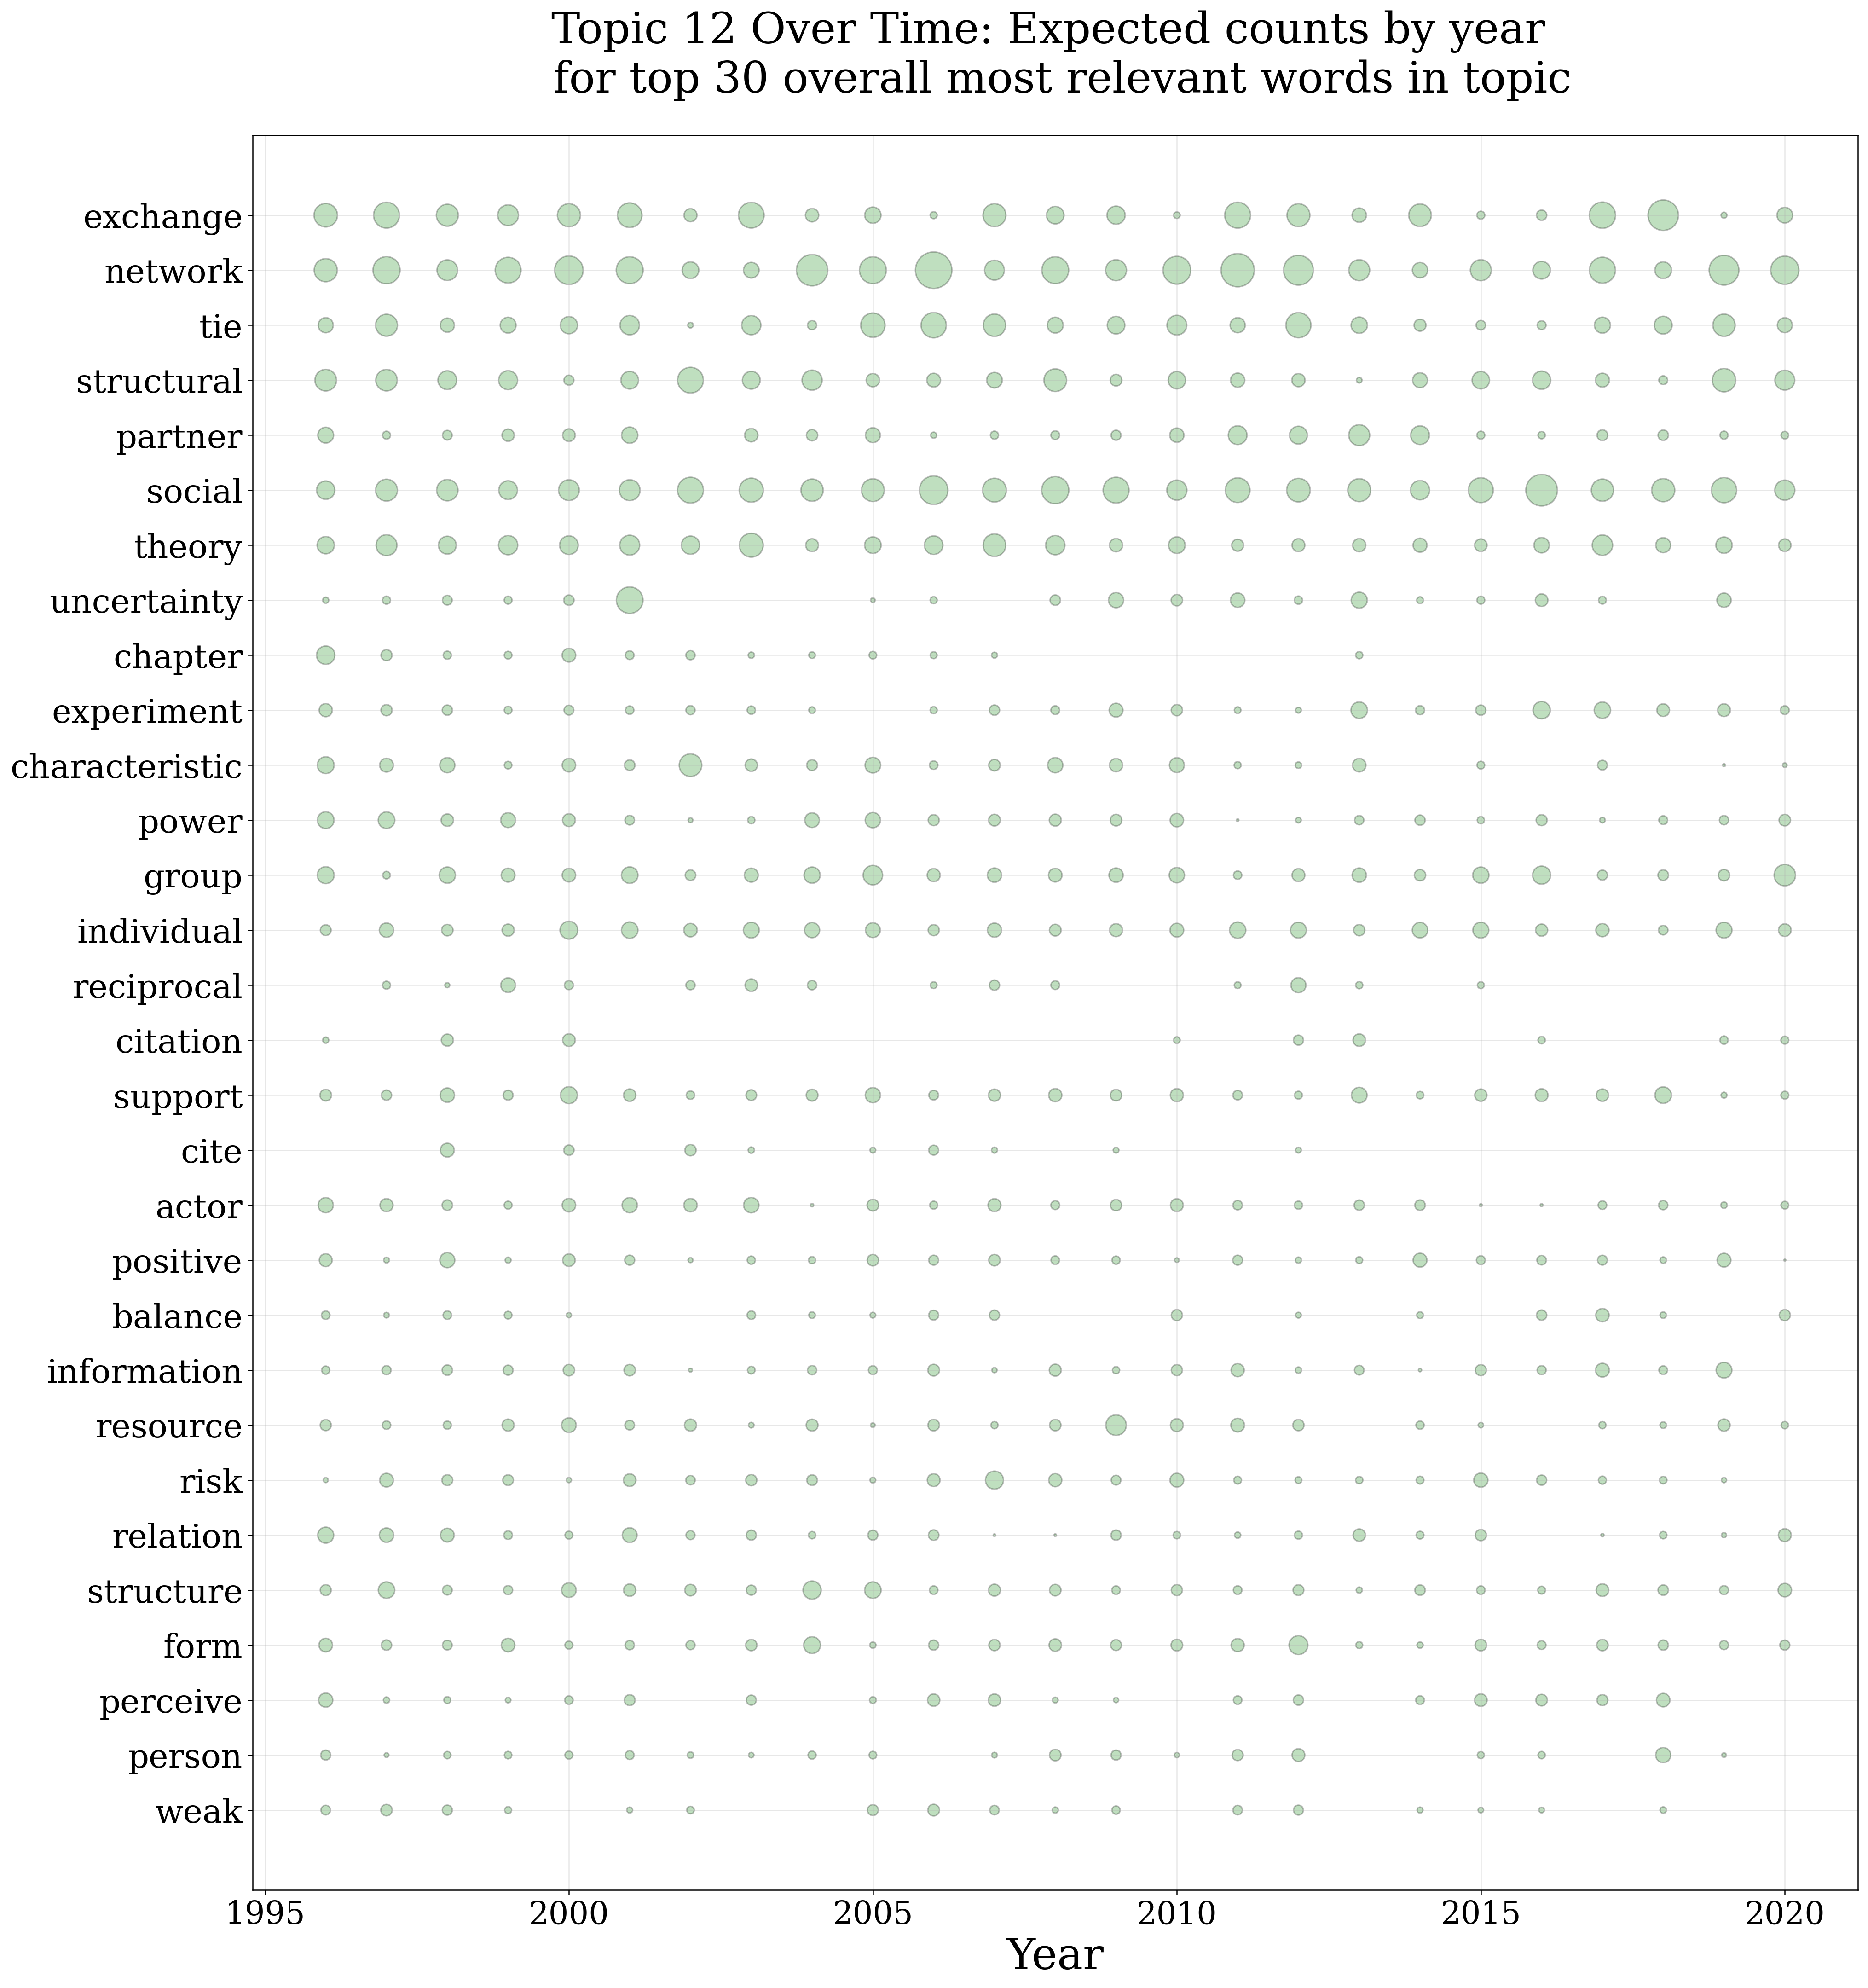 Topic 12 Over Time: Expected counts by year
for top 30 overall most relevant words in topic
exchange
network
tie
structural
partner
social
theory
uncertainty
chapter
experiment
characteristic
power
group
individual
reciprocal
citation
support
cite
actor
positive
balance
information
resource
risk
relation
structure
form
perceive
person
weak
1995 2000 2005 2010 2015 2020
Year